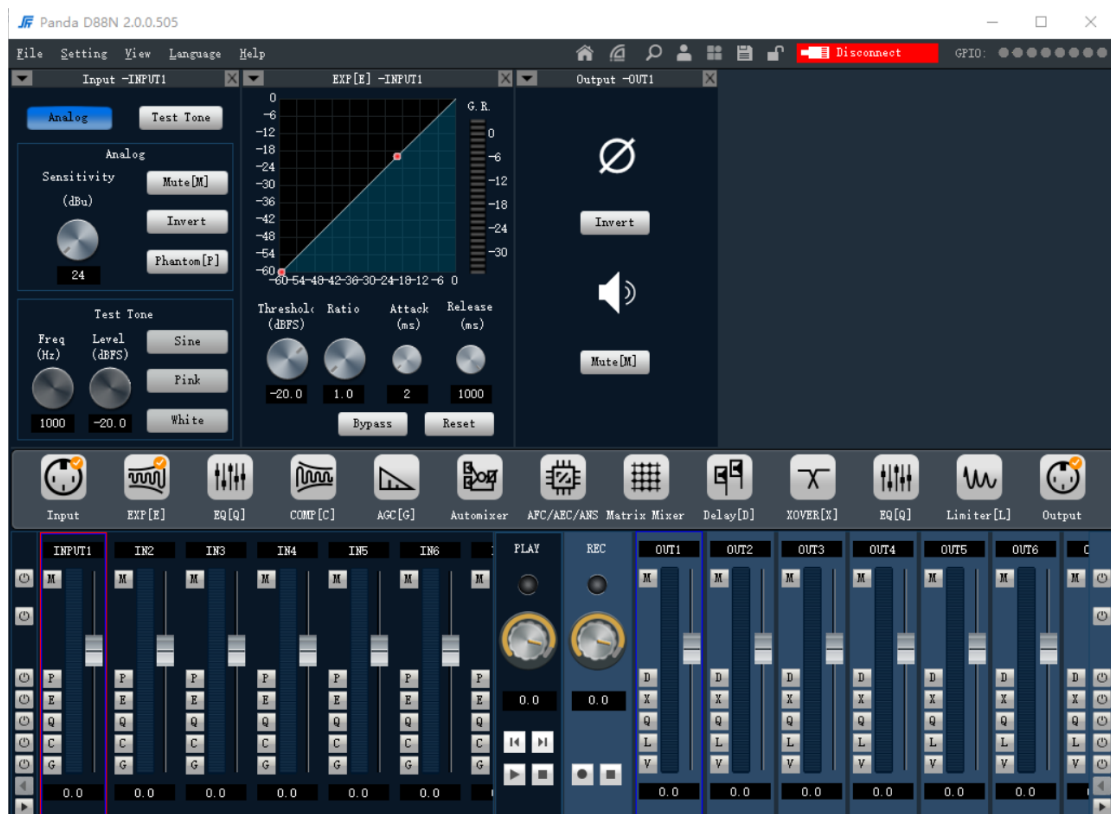 Panda D88N 2.0.0.505
File Setting View Language Help Disconnect GPIO:
Input -INPUT1 X EXP[E] -INPUT1 X Output -OUT1 X
Analog Test Tone
Analog
Sensitivity
(dBu)
24
Mute[M]
Invert
Phantom[P]
Test Tone
Freq
(Hz)
Level
(dBFS)
1000 -20.0
Sine
Pink
White
0
-6
-12
-18
-24
-30
-36
-42
-48
-54
-60
-60-54-48-42-36-30-24-18-12-6 0
G.R.
0
-6
-12
-18
-24
-30
Threshol
(dBFS)
Ratio
Attack
(ms)
Release
(ms)
-20.0 1.0 2 1000
Bypass Reset
Invert
Mute[M]
Input EXP[E] EQ[Q] COMP[C] AGC[G] Automixer AFC/AEC/ANS Matrix Mixer Delay[D] XOVER[X] EQ[Q] Limiter[L] Output
INPUT1 IN2 IN3 IN4 IN5 IN6 PLAY REC OUT1 OUT2 OUT3 OUT4 OUT5 OUT6
M M M M M M M M M M M M M M
P P P P P P P D D D D D D D
E E E E E E E X X X X X X X
0.0 0.0
Q Q Q Q Q Q Q Q Q Q Q Q Q Q
C C C C C C C L L L L L L L
G G G G G G G V V V V V V V
0.0 0.0 0.0 0.0 0.0 0.0 0.0 0.0 0.0 0.0 0.0 0.0